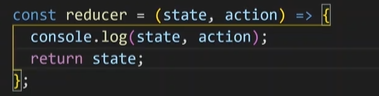 const reducer = (state, action) => {
  console.log(state, action);
  return state;
};